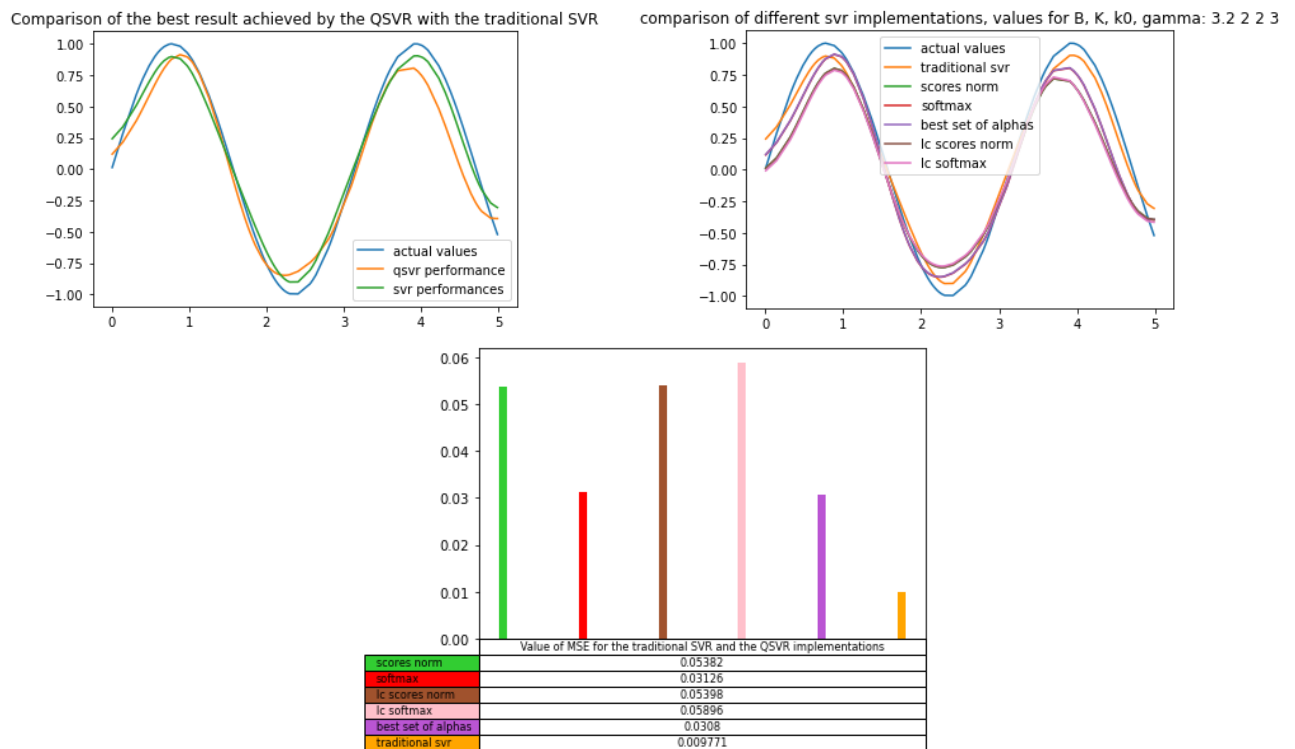 Comparison of the best result achieved by the QSVR with the traditional SVR
1.00
0.75
0.50
0.25
0.00
−0.25
−0.50
−0.75
−1.00
0 1 2 3 4 5
actual values
qsvr performance
svr performances
comparison of different svr implementations, values for B, K, k0, gamma: 3.2 2 2 3
1.00
0.75
0.50
0.25
0.00
−0.25
−0.50
−0.75
−1.00
0 1 2 3 4 5
actual values
traditional svr
scores norm
softmax
best set of alphas
lc scores norm
lc softmax
0.06
0.05
0.04
0.03
0.02
0.01
0.00
Value of MSE for the traditional SVR and the QSVR implementations
scores norm 0.05382
softmax 0.03126
lc scores norm 0.05398
lc softmax 0.05896
best set of alphas 0.0308
traditional svr 0.009771